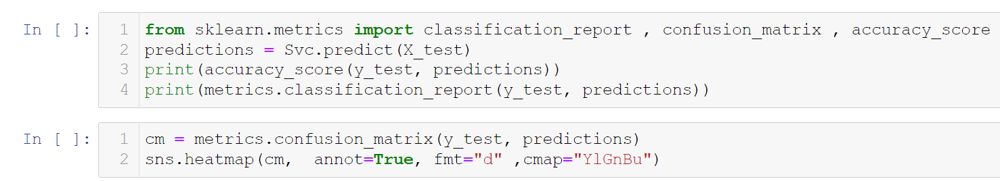 In [ ]:
1 from sklearn.metrics import classification_report , confusion_matrix , accuracy_score
2 predictions = Svc.predict(X_test)
3 print(accuracy_score(y_test, predictions))
4 print(metrics.classification_report(y_test, predictions))
In [ ]:
1 cm = metrics.confusion_matrix(y_test, predictions)
2 sns.heatmap(cm,  annot=True, fmt="d" ,cmap="YlGnBu")